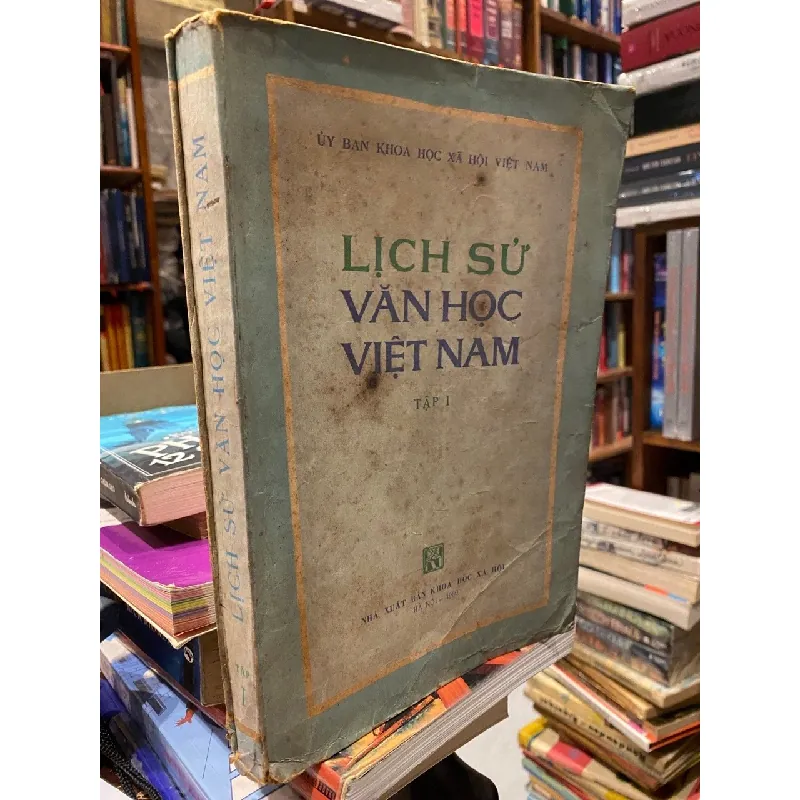 ỦY BAN KHOA HỌC XÃ HỘI VIỆT NAM
LỊCH SỬ
VĂN HỌC
VIỆT NAM
TẬP I
NHÀ XUẤT BẢN KHOA HỌC XÃ HỘI
LỊCH SỬ VĂN HỌC VIỆT NAM
TẬP
I